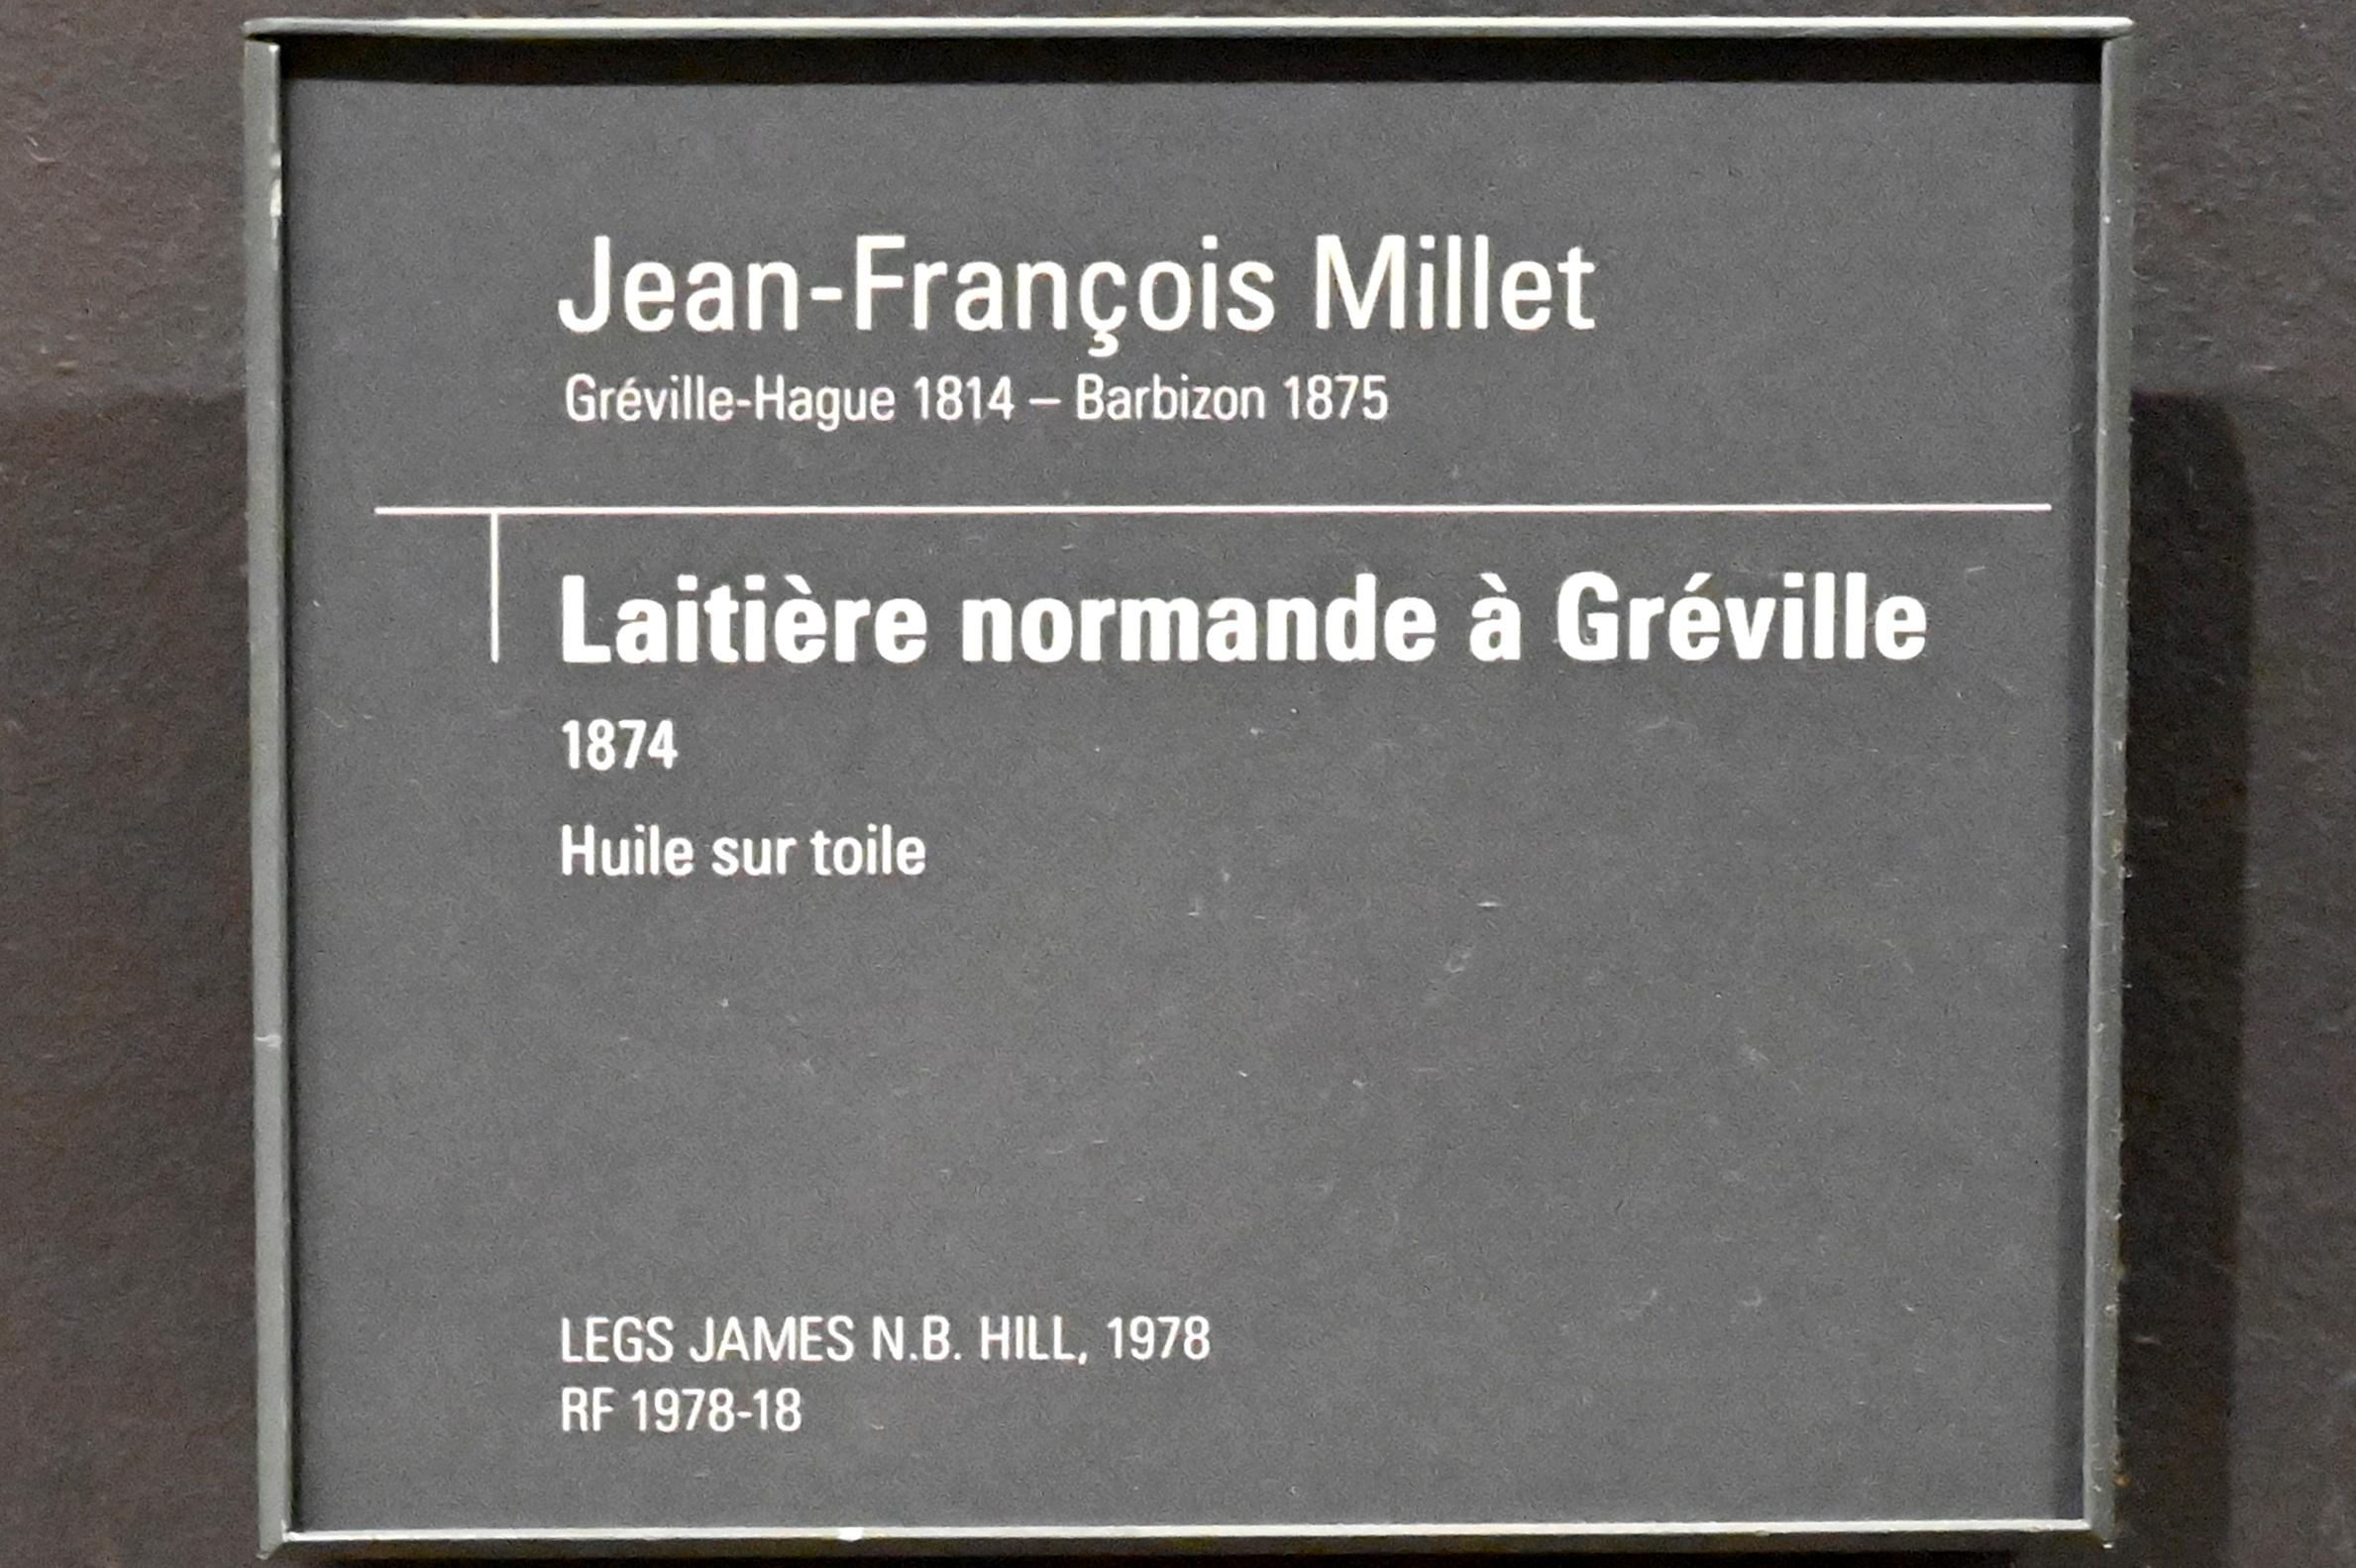 Jean-François Millet
Gréville-Hague 1814 – Barbizon 1875
Laitière normande à Gréville
1874
Huile sur toile
LEGS JAMES N.B. HILL, 1978
RF 1978-18